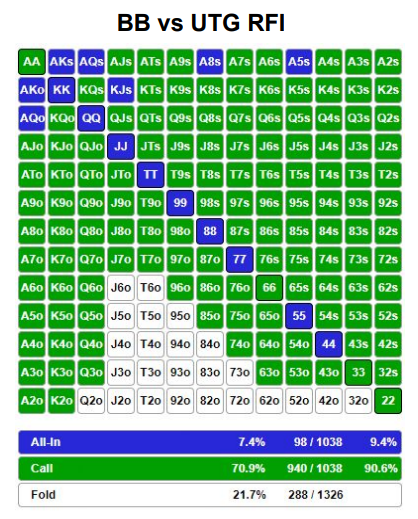 BB vs UTG RFI
AA AKs AQs AJs ATs A9s A8s A7s A6s A5s A4s A3s A2s
AKo KK KQs KJs KTs K9s K8s K7s K6s K5s K4s K3s K2s
AQo KQo QQ QJs QTs Q9s Q8s Q7s Q6s Q5s Q4s Q3s Q2s
AJo KJo QJo JJ JTs J9s J8s J7s J6s J5s J4s J3s J2s
ATo KTo QTo JTo TT T9s T8s T7s T6s T5s T4s T3s T2s
A9o K9o Q9o J9o T9o 99 98s 97s 96s 95s 94s 93s 92s
A8o K8o Q8o J8o T8o 98o 88 87s 86s 85s 84s 83s 82s
A7o K7o Q7o J7o T7o 97o 87o 77 76s 75s 74s 73s 72s
A6o K6o Q6o J6o T6o 96o 86o 76o 66 65s 64s 63s 62s
A5o K5o Q5o J5o T5o 95o 85o 75o 65o 55 54s 53s 52s
A4o K4o Q4o J4o T4o 94o 84o 74o 64o 54o 44 43s 42s
A3o K3o Q3o J3o T3o 93o 83o 73o 63o 53o 43o 33 32s
A2o K2o Q2o J2o T2o 92o 82o 72o 62o 52o 42o 32o 22
All-In 7.4% 98 / 1038 9.4%
Call 70.9% 940 / 1038 90.6%
Fold 21.7% 288 / 1326